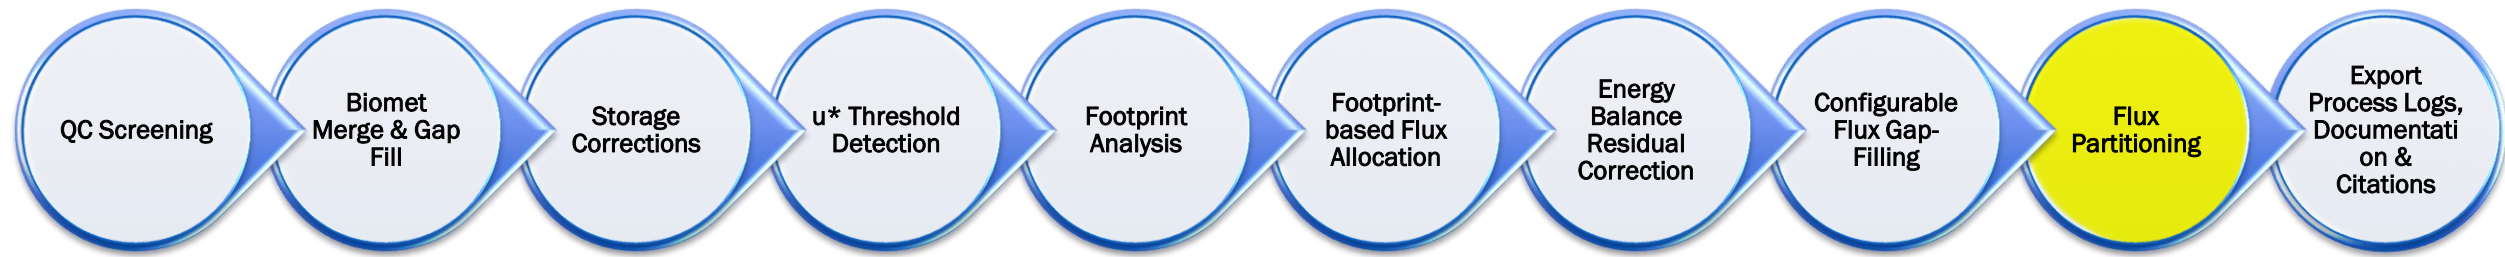 QC Screening
Biomet
Merge & Gap
Fill
Storage
Corrections
u* Threshold
Detection
Footprint
Analysis
Footprint-
based Flux
Allocation
Energy
Balance
Residual
Correction
Configurable
Flux Gap-
Filling
Flux
Partitioning
Export
Process Logs,
Documentati
on &
Citations